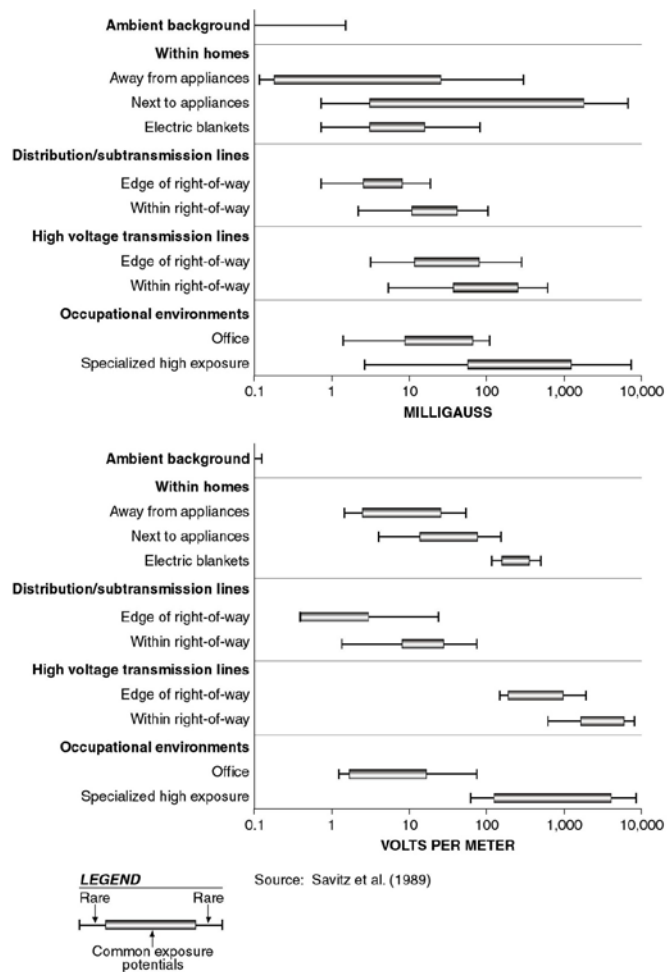 Ambient background
Within homes
Away from appliances
Next to appliances
Electric blankets
Distribution/subtransmission lines
Edge of right-of-way
Within right-of-way
High voltage transmission lines
Edge of right-of-way
Within right-of-way
Occupational environments
Office
Specialized high exposure
0.1 1 10 100 1,000 10,000
MILLIGAUSS
Ambient background
Within homes
Away from appliances
Next to appliances
Electric blankets
Distribution/subtransmission lines
Edge of right-of-way
Within right-of-way
High voltage transmission lines
Edge of right-of-way
Within right-of-way
Occupational environments
Office
Specialized high exposure
0.1 1 10 100 1,000 10,000
VOLTS PER METER
LEGEND
Rare Rare
Common exposure
potentials
Source: Savitz et al. (1989)